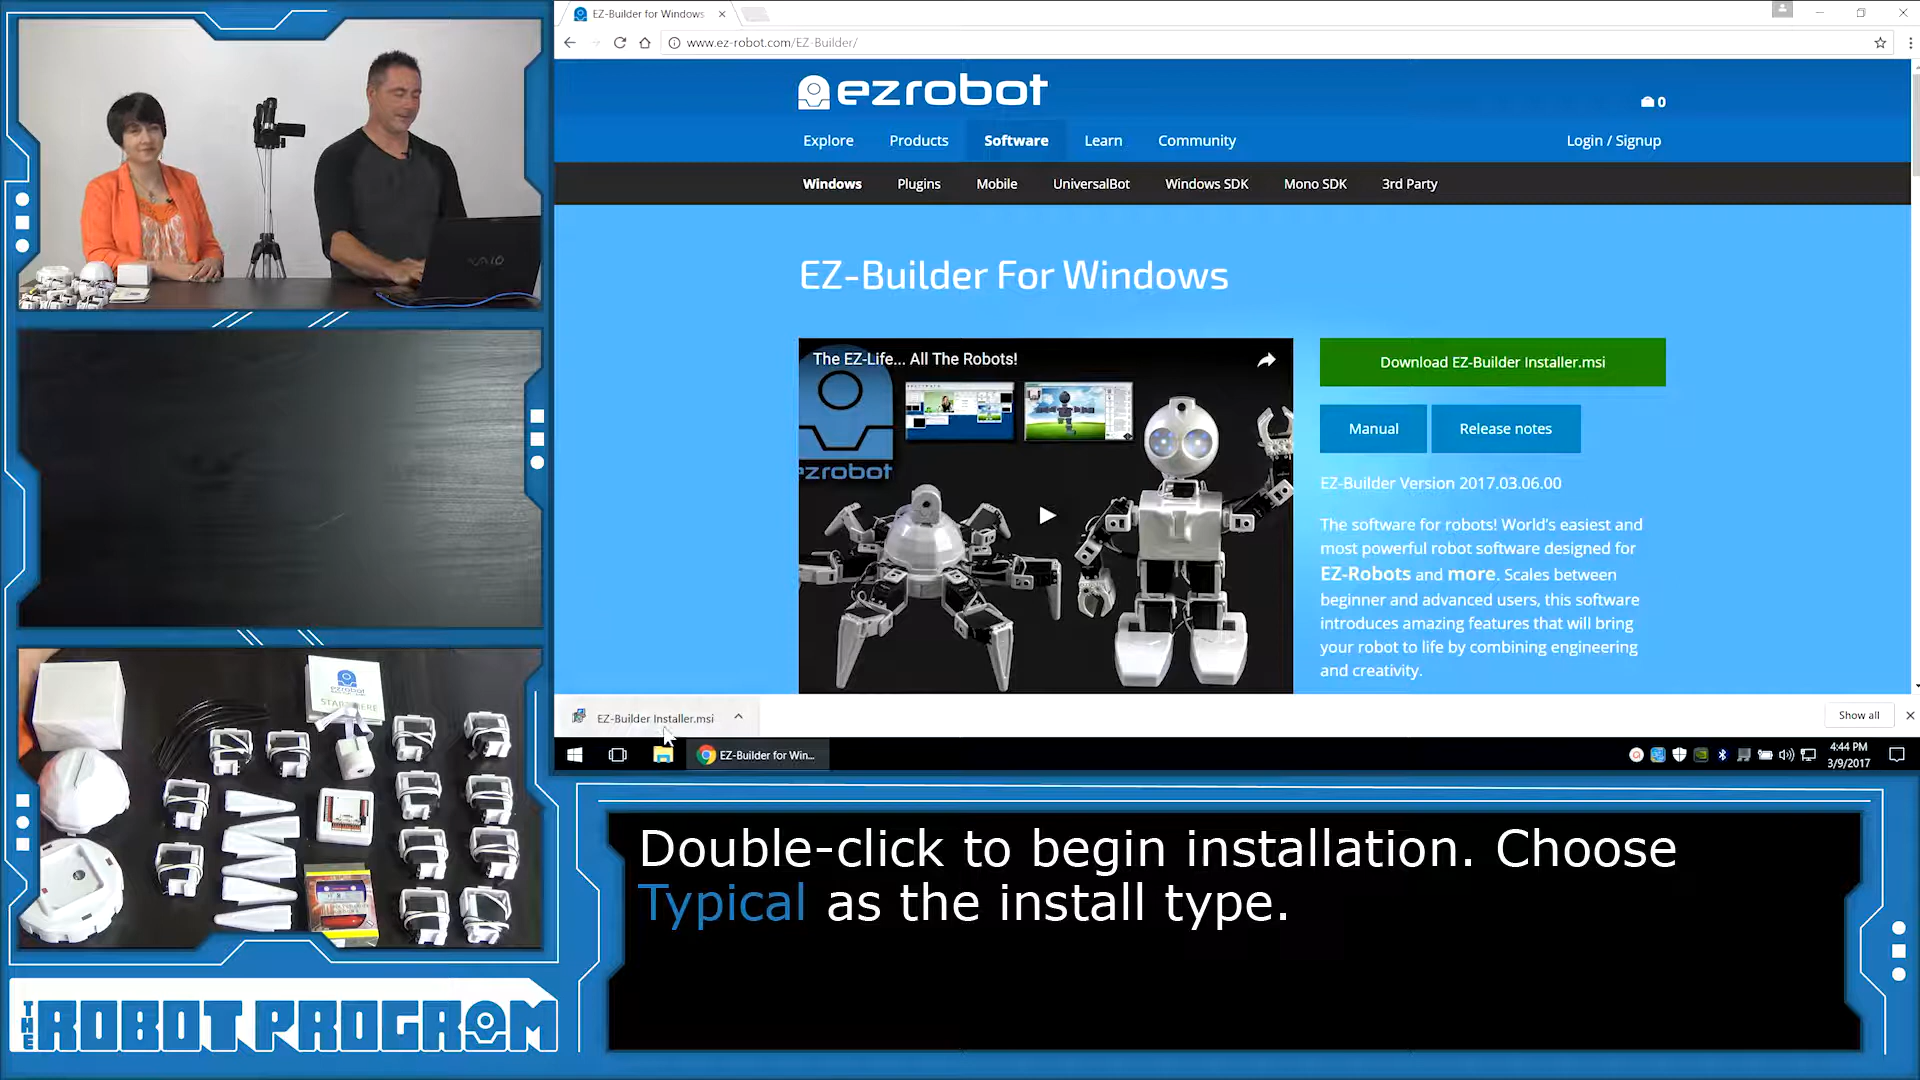 EZ-Builder for Windows
www.ez-robot.com/EZ-Builder/
ezrobot
0
Explore Products Software Learn Community Login / Signup
Windows Plugins Mobile UniversalBot Windows SDK Mono SDK 3rd Party
EZ-Builder For Windows
The EZ-Life... All The Robots!
ezrobot
Download EZ-Builder Installer.msi
Manual
Release notes
EZ-Builder Version 2017.03.06.00
The software for robots! World's easiest and
most powerful robot software designed for
EZ-Robots and more. Scales between
beginner and advanced users, this software
introduces amazing features that will bring
your robot to life by combining engineering
and creativity.
EZ-Builder Installer.msi
Show all
EZ-Builder for Win...
4:44 PM
3/9/2017
VAIO
ezrobot
START HERE
Double-click to begin installation. Choose
Typical as the install type.
THE ROBOT PROGRAM